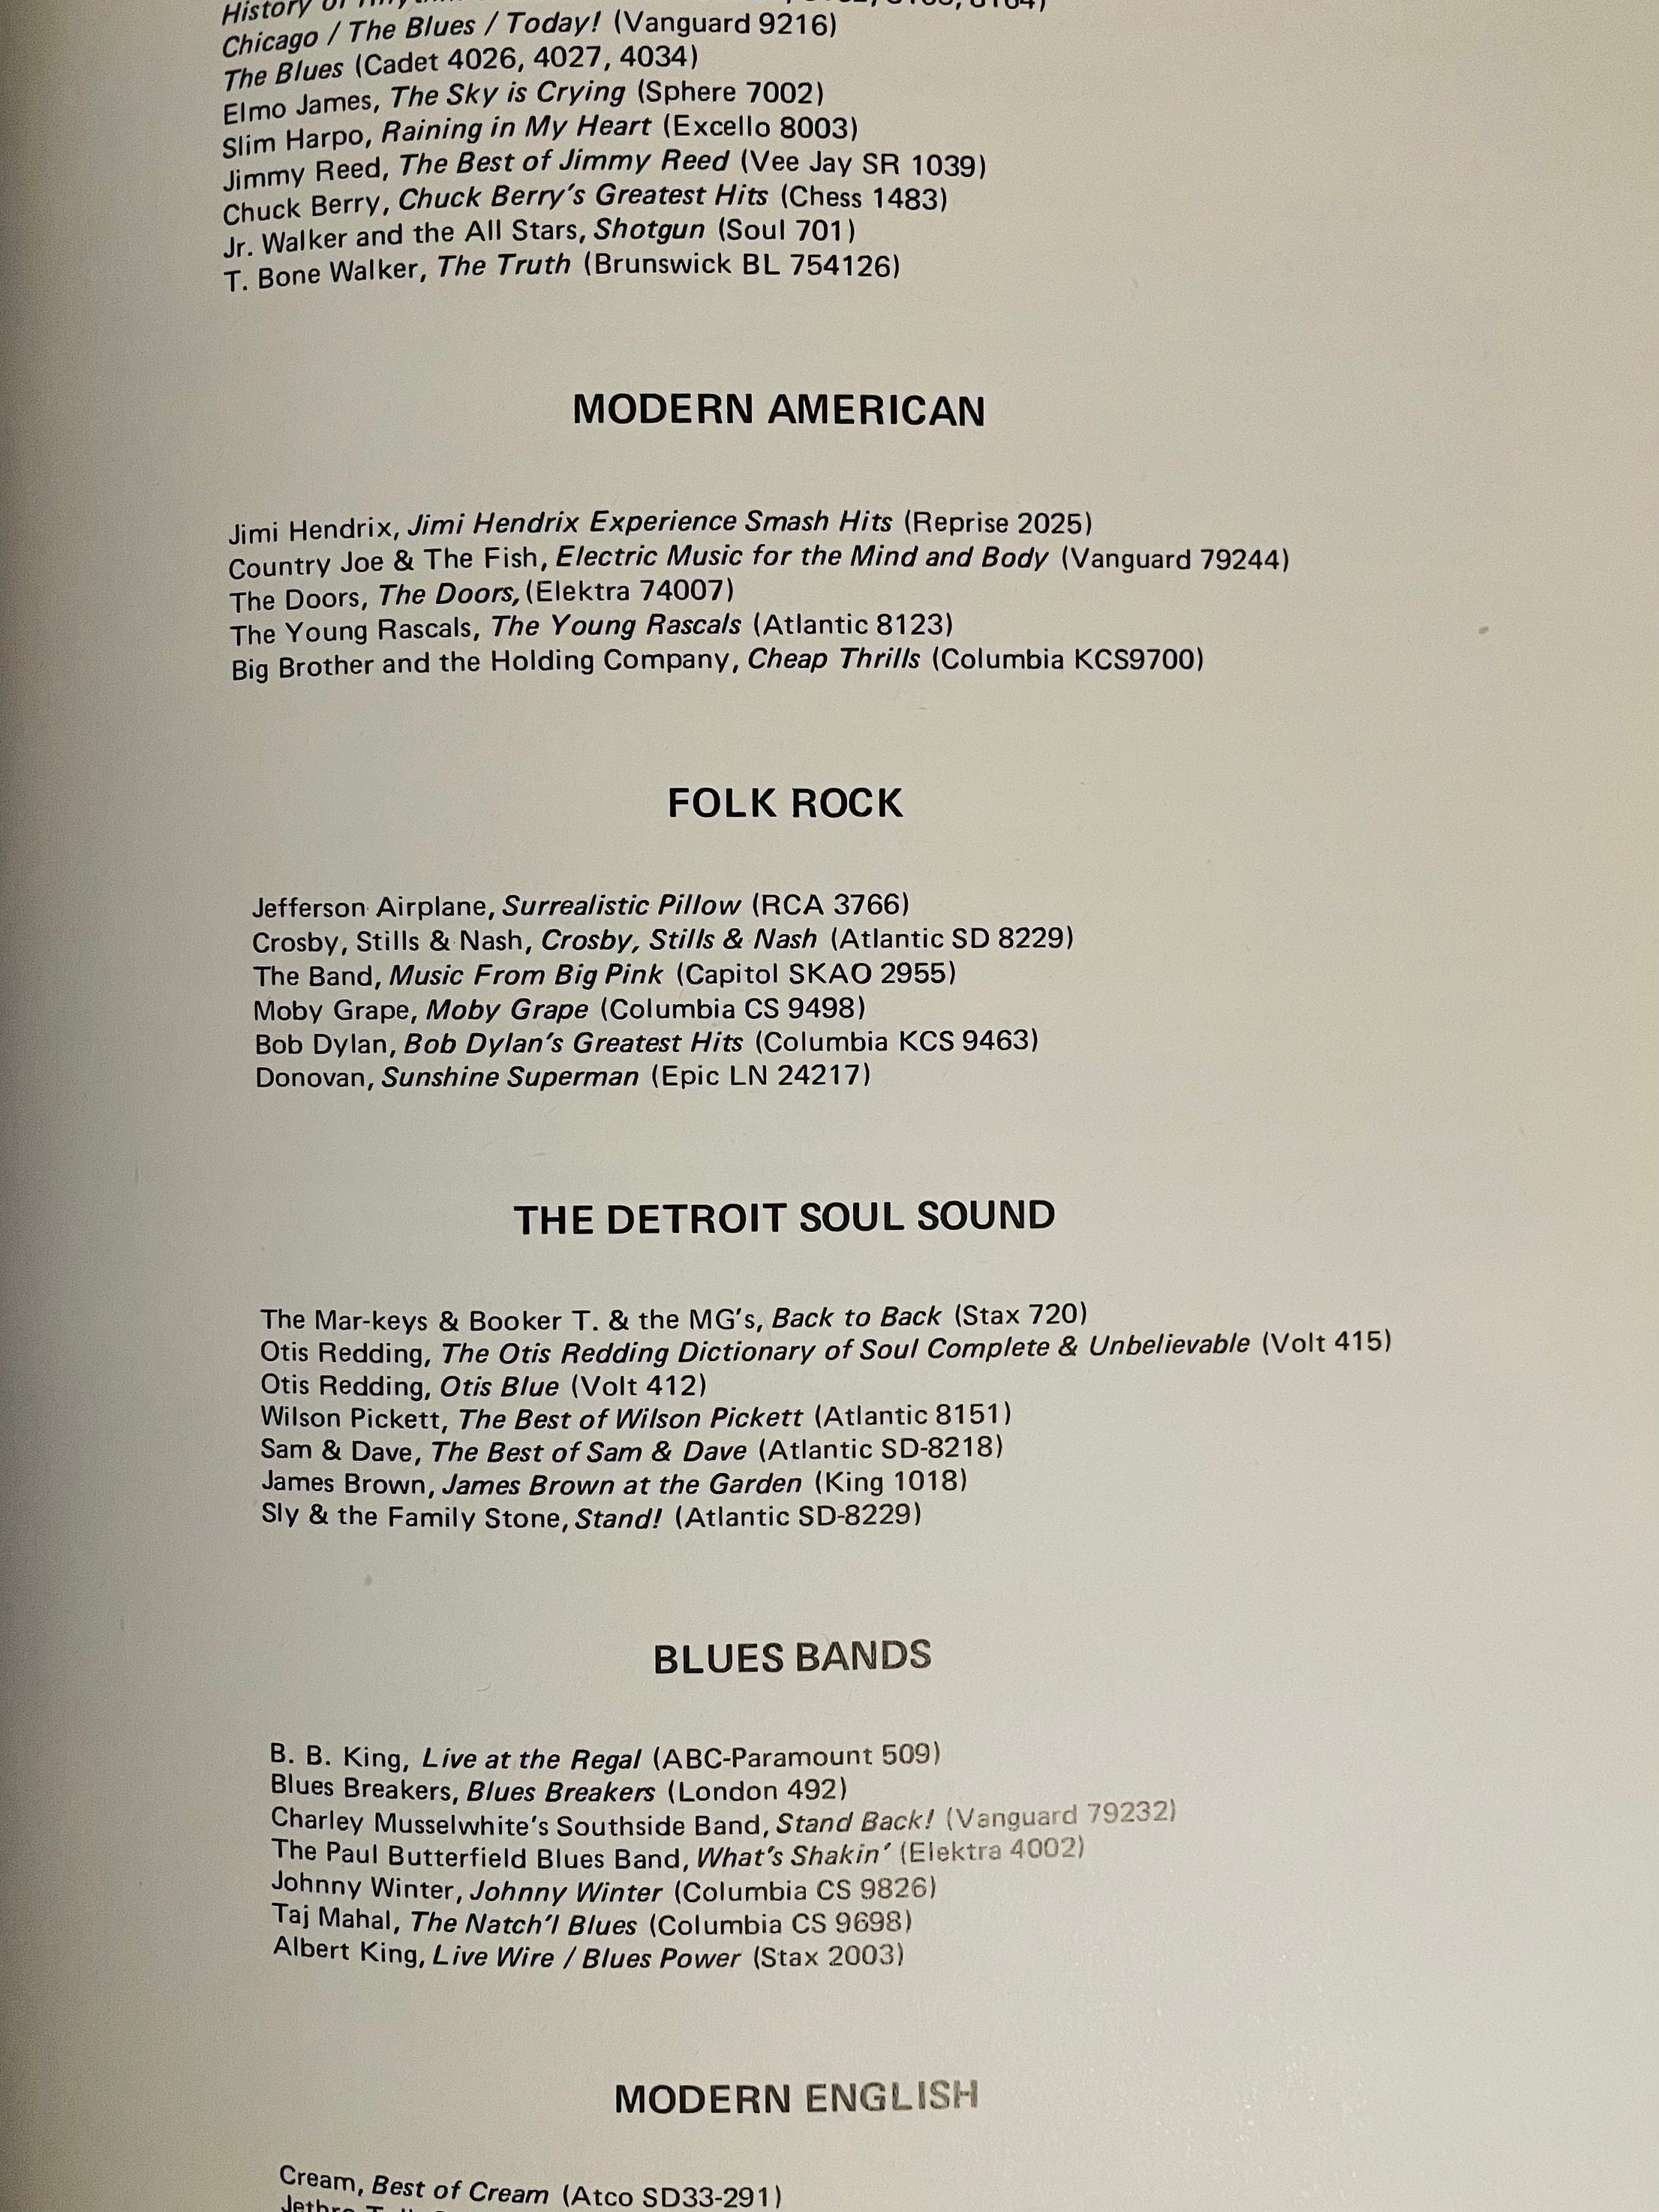 History of
Chicago / The Blues / Today! (Vanguard 9216)
The Blues (Cadet 4026, 4027, 4034)
Elmo James, The Sky is Crying (Sphere 7002)
Slim Harpo, Raining in My Heart (Excello 8003)
Jimmy Reed, The Best of Jimmy Reed (Vee Jay SR 1039)
Chuck Berry, Chuck Berry's Greatest Hits (Chess 1483)
Jr. Walker and the All Stars, Shotgun (Soul 701)
T. Bone Walker, The Truth (Brunswick BL 754126)
MODERN AMERICAN
Jimi Hendrix, Jimi Hendrix Experience Smash Hits (Reprise 2025)
Country Joe & The Fish, Electric Music for the Mind and Body (Vanguard 79244)
The Doors, The Doors, (Elektra 74007)
The Young Rascals, The Young Rascals (Atlantic 8123)
Big Brother and the Holding Company, Cheap Thrills (Columbia KCS9700)
FOLK ROCK
Jefferson Airplane, Surrealistic Pillow (RCA 3766)
Crosby, Stills & Nash, Crosby, Stills & Nash (Atlantic SD 8229)
The Band, Music From Big Pink (Capitol SKAO 2955)
Moby Grape, Moby Grape (Columbia CS 9498)
Bob Dylan, Bob Dylan's Greatest Hits (Columbia KCS 9463)
Donovan, Sunshine Superman (Epic LN 24217)
THE DETROIT SOUL SOUND
The Mar-keys & Booker T. & the MG's, Back to Back (Stax 720)
Otis Redding, The Otis Redding Dictionary of Soul Complete & Unbelievable (Volt 415)
Otis Redding, Otis Blue (Volt 412)
Wilson Pickett, The Best of Wilson Pickett (Atlantic 8151)
Sam & Dave, The Best of Sam & Dave (Atlantic SD-8218)
James Brown, James Brown at the Garden (King 1018)
Sly & the Family Stone, Stand! (Atlantic SD-8229)
BLUES BANDS
B. B. King, Live at the Regal (ABC-Paramount 509)
Blues Breakers, Blues Breakers (London 492)
Charley Musselwhite's Southside Band, Stand Back! (Vanguard 79232)
The Paul Butterfield Blues Band, What's Shakin' (Elektra 4002)
Johnny Winter, Johnny Winter (Columbia CS 9826)
Taj Mahal, The Natch'l Blues (Columbia CS 9698)
Albert King, Live Wire / Blues Power (Stax 2003)
MODERN ENGLISH
Cream, Best of Cream (Atco SD33-291)